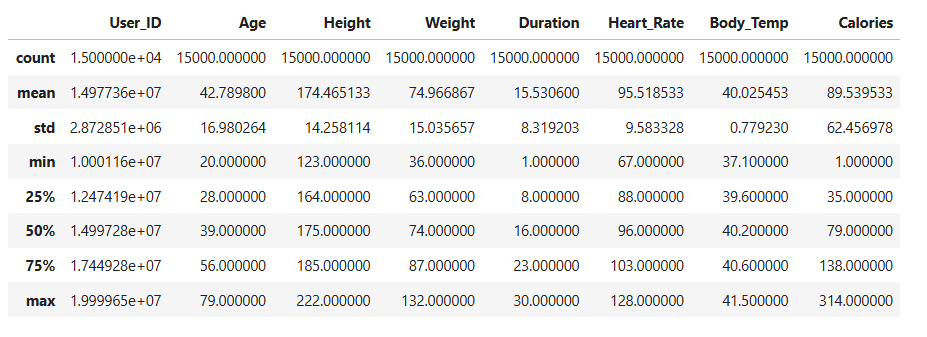 User_ID Age Height Weight Duration Heart_Rate Body_Temp Calories
count 1.500000e+04 15000.000000 15000.000000 15000.000000 15000.000000 15000.000000 15000.000000 15000.000000
mean 1.497736e+07 42.789800 174.465133 74.966867 15.530600 95.518533 40.025453 89.539533
std 2.872851e+06 16.980264 14.258114 15.035657 8.319203 9.583328 0.779230 62.456978
min 1.000116e+07 20.000000 123.000000 36.000000 1.000000 67.000000 37.100000 1.000000
25% 1.247419e+07 28.000000 164.000000 63.000000 8.000000 88.000000 39.600000 35.000000
50% 1.499728e+07 39.000000 175.000000 74.000000 16.000000 96.000000 40.200000 79.000000
75% 1.744928e+07 56.000000 185.000000 87.000000 23.000000 103.000000 40.600000 138.000000
max 1.999965e+07 79.000000 222.000000 132.000000 30.000000 128.000000 41.500000 314.000000